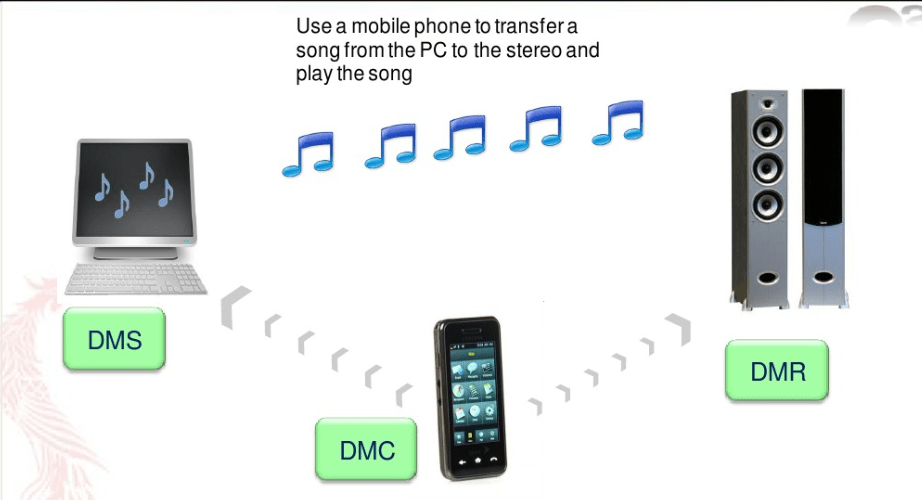 Use a mobile phone to transfer a
song from the PC to the stereo and
play the song
DMS
DMR
DMC